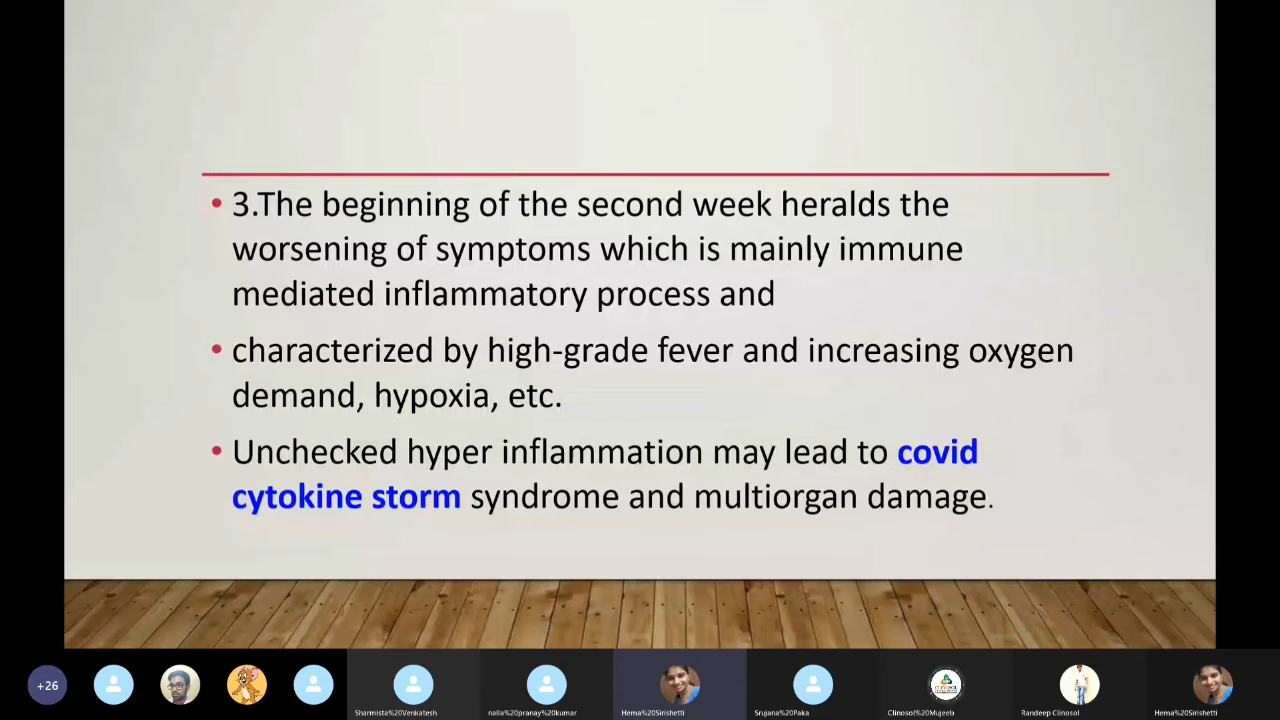 • 3.The beginning of the second week heralds the
worsening of symptoms which is mainly immune
mediated inflammatory process and
• characterized by high-grade fever and increasing oxygen
demand, hypoxia, etc.
• Unchecked hyper inflammation may lead to covid
cytokine storm syndrome and multiorgan damage.
+26
Sharmista%20Venkatesh
nalla%20pranay%20kumar
Hema%20Sirishetti
Srujana%20Paka
CLINOSOL
Clinosol%20Mujeeb
Randeep Clinosol
Hema%20Sirishetti